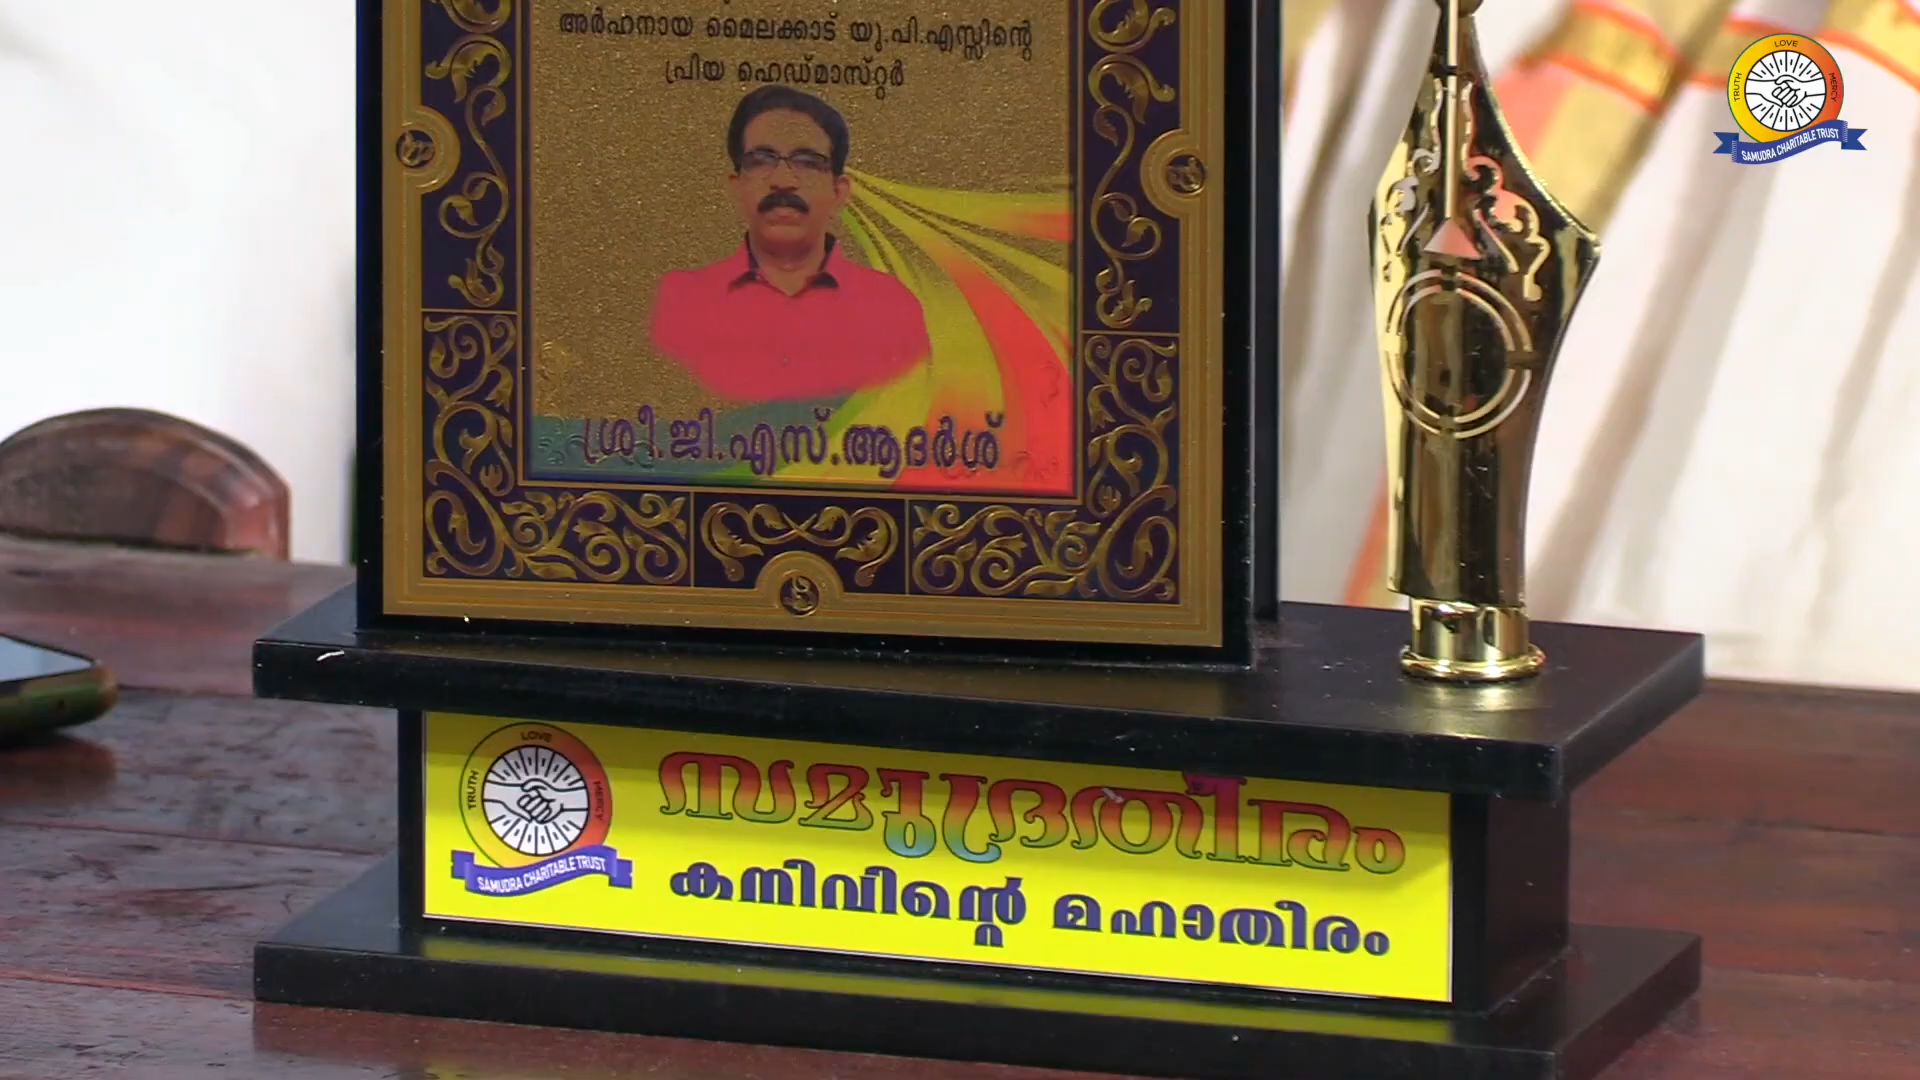 അർഹനായ മൈലക്കാട് യു.പി.എസ്സിന്റെ
പ്രിയ ഹെഡ്മാസ്റ്റർ
ശ്രീ.ജി.എസ്.ആദർശ്
LOVE
TRUTH
MERCY
SAMUDRA CHARITABLE TRUST
LOVE
TRUTH
MERCY
SAMUDRA CHARITABLE TRUST
സമുദ്രതീരം
കനിവിന്റെ മഹാതീരം